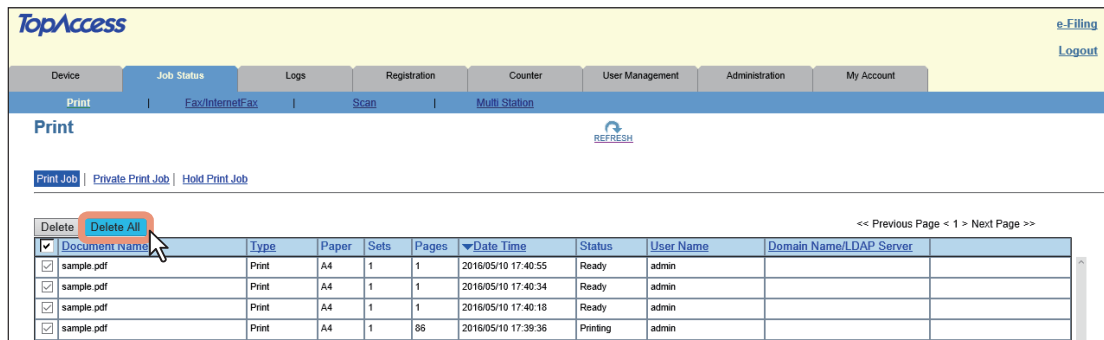 TopAccess
e-Filing
Logout
Device Job Status Logs Registration Counter User Management Administration My Account
Print | Fax/InternetFax | Scan | Multi Station
Print
REFRESH
Print Job | Private Print Job | Hold Print Job
Delete Delete All << Previous Page < 1 > Next Page >>
Document Name Type Paper Sets Pages Date Time Status User Name Domain Name/LDAP Server
sample.pdf Print A4 1 1 2016/05/10 17:40:55 Ready admin
sample.pdf Print A4 1 1 2016/05/10 17:40:34 Ready admin
sample.pdf Print A4 1 1 2016/05/10 17:40:18 Ready admin
sample.pdf Print A4 1 86 2016/05/10 17:39:36 Printing admin